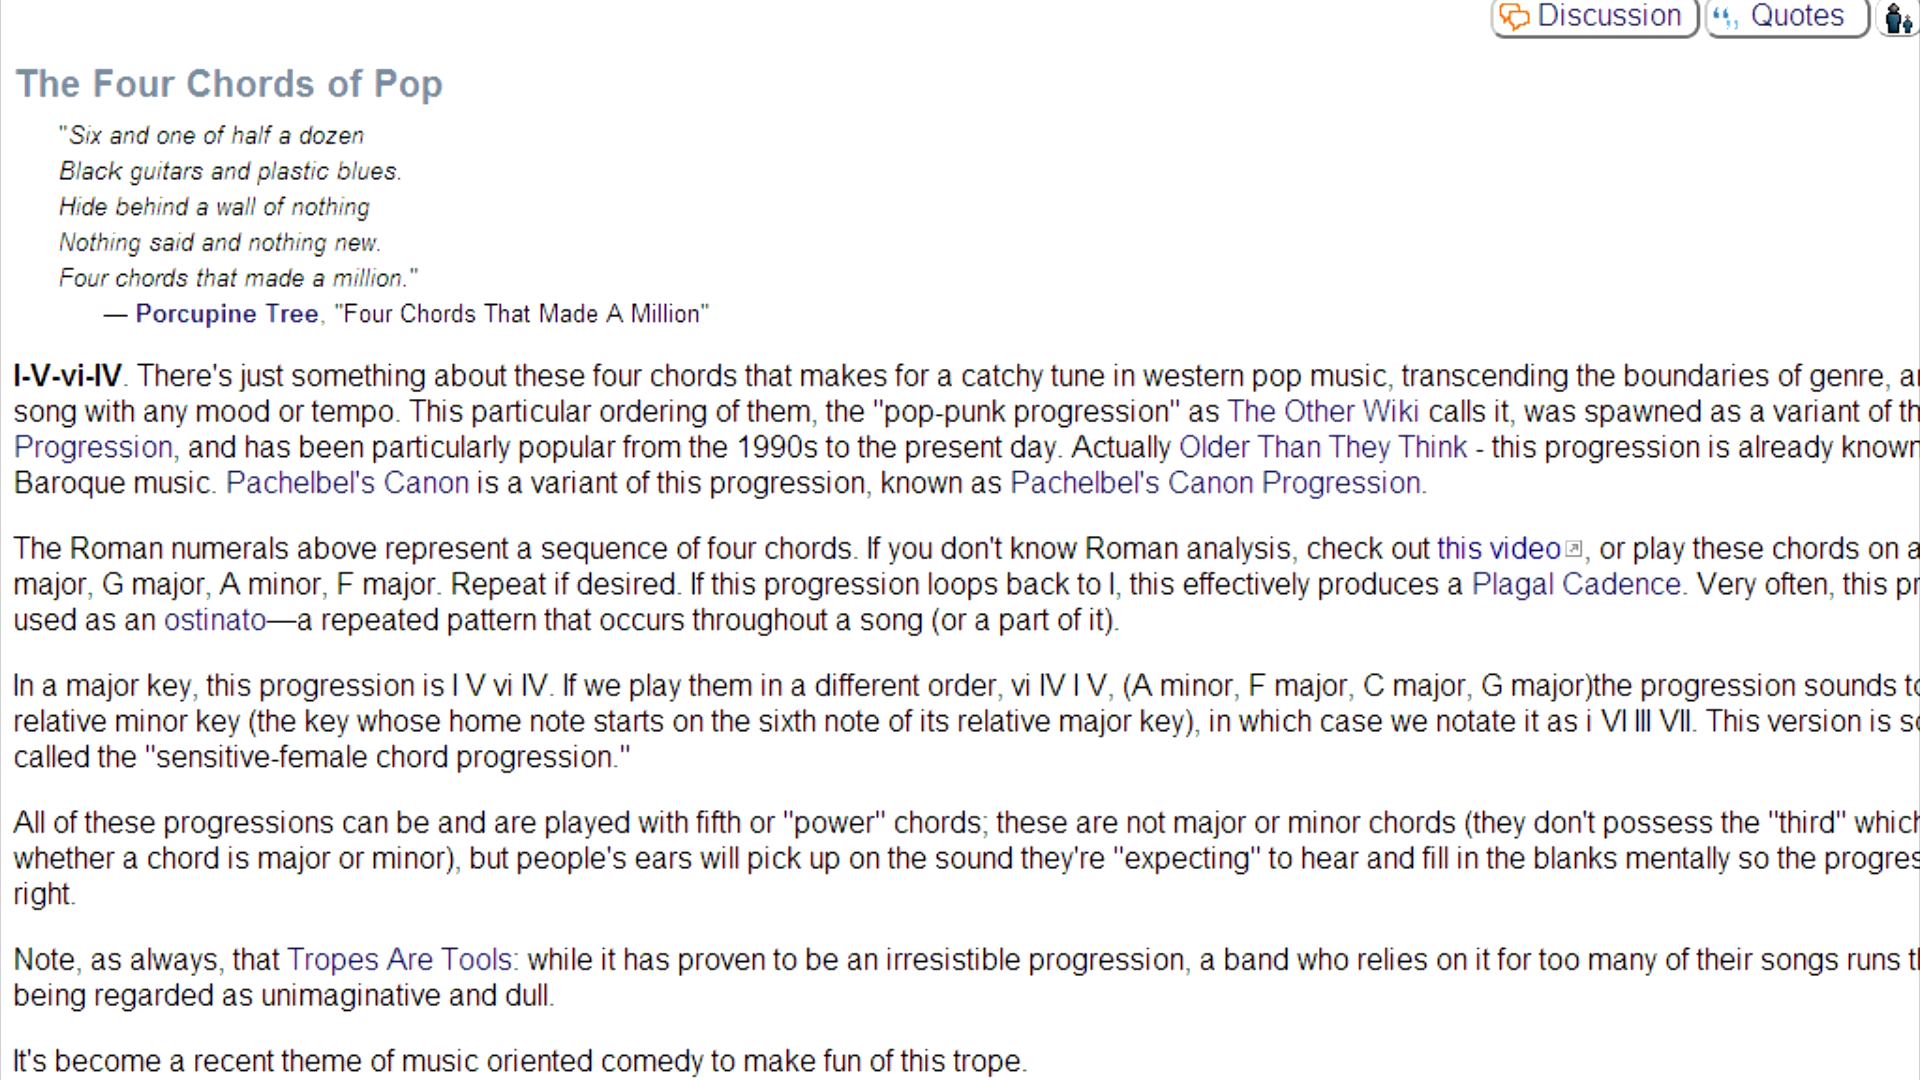 Discussion Quotes
The Four Chords of Pop
"Six and one of half a dozen
Black guitars and plastic blues.
Hide behind a wall of nothing
Nothing said and nothing new.
Four chords that made a million."
— Porcupine Tree, "Four Chords That Made A Million"
I-V-vi-IV. There's just something about these four chords that makes for a catchy tune in western pop music, transcending the boundaries of genre,
song with any mood or tempo. This particular ordering of them, the "pop-punk progression" as The Other Wiki calls it, was spawned as a variant of
Progression, and has been particularly popular from the 1990s to the present day. Actually Older Than They Think - this progression is already known
Baroque music. Pachelbel's Canon is a variant of this progression, known as Pachelbel's Canon Progression.
The Roman numerals above represent a sequence of four chords. If you don't know Roman analysis, check out this video, or play these chords on a
major, G major, A minor, F major. Repeat if desired. If this progression loops back to I, this effectively produces a Plagal Cadence. Very often, this
used as an ostinato—a repeated pattern that occurs throughout a song (or a part of it).
In a major key, this progression is I V vi IV. If we play them in a different order, vi IV I V, (A minor, F major, C major, G major)the progression sounds
relative minor key (the key whose home note starts on the sixth note of its relative major key), in which case we notate it as i VI III VII. This version is
called the "sensitive-female chord progression."
All of these progressions can be and are played with fifth or "power" chords; these are not major or minor chords (they don't possess the "third" which
whether a chord is major or minor), but people's ears will pick up on the sound they're "expecting" to hear and fill in the blanks mentally so the
right.
Note, as always, that Tropes Are Tools: while it has proven to be an irresistible progression, a band who relies on it for too many of their songs runs
being regarded as unimaginative and dull.
It's become a recent theme of music oriented comedy to make fun of this trope.